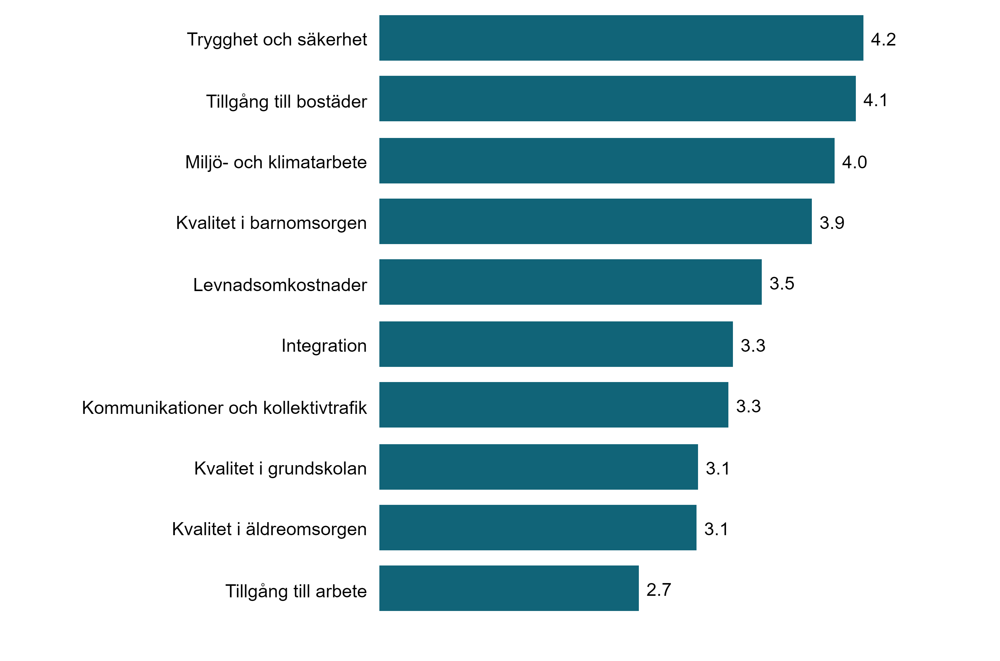 Trygghet och säkerhet 4.2
Tillgång till bostäder 4.1
Miljö- och klimatarbete 4.0
Kvalitet i barnomsorgen 3.9
Levnadsomkostnader 3.5
Integration 3.3
Kommunikationer och kollektivtrafik 3.3
Kvalitet i grundskolan 3.1
Kvalitet i äldreomsorgen 3.1
Tillgång till arbete 2.7